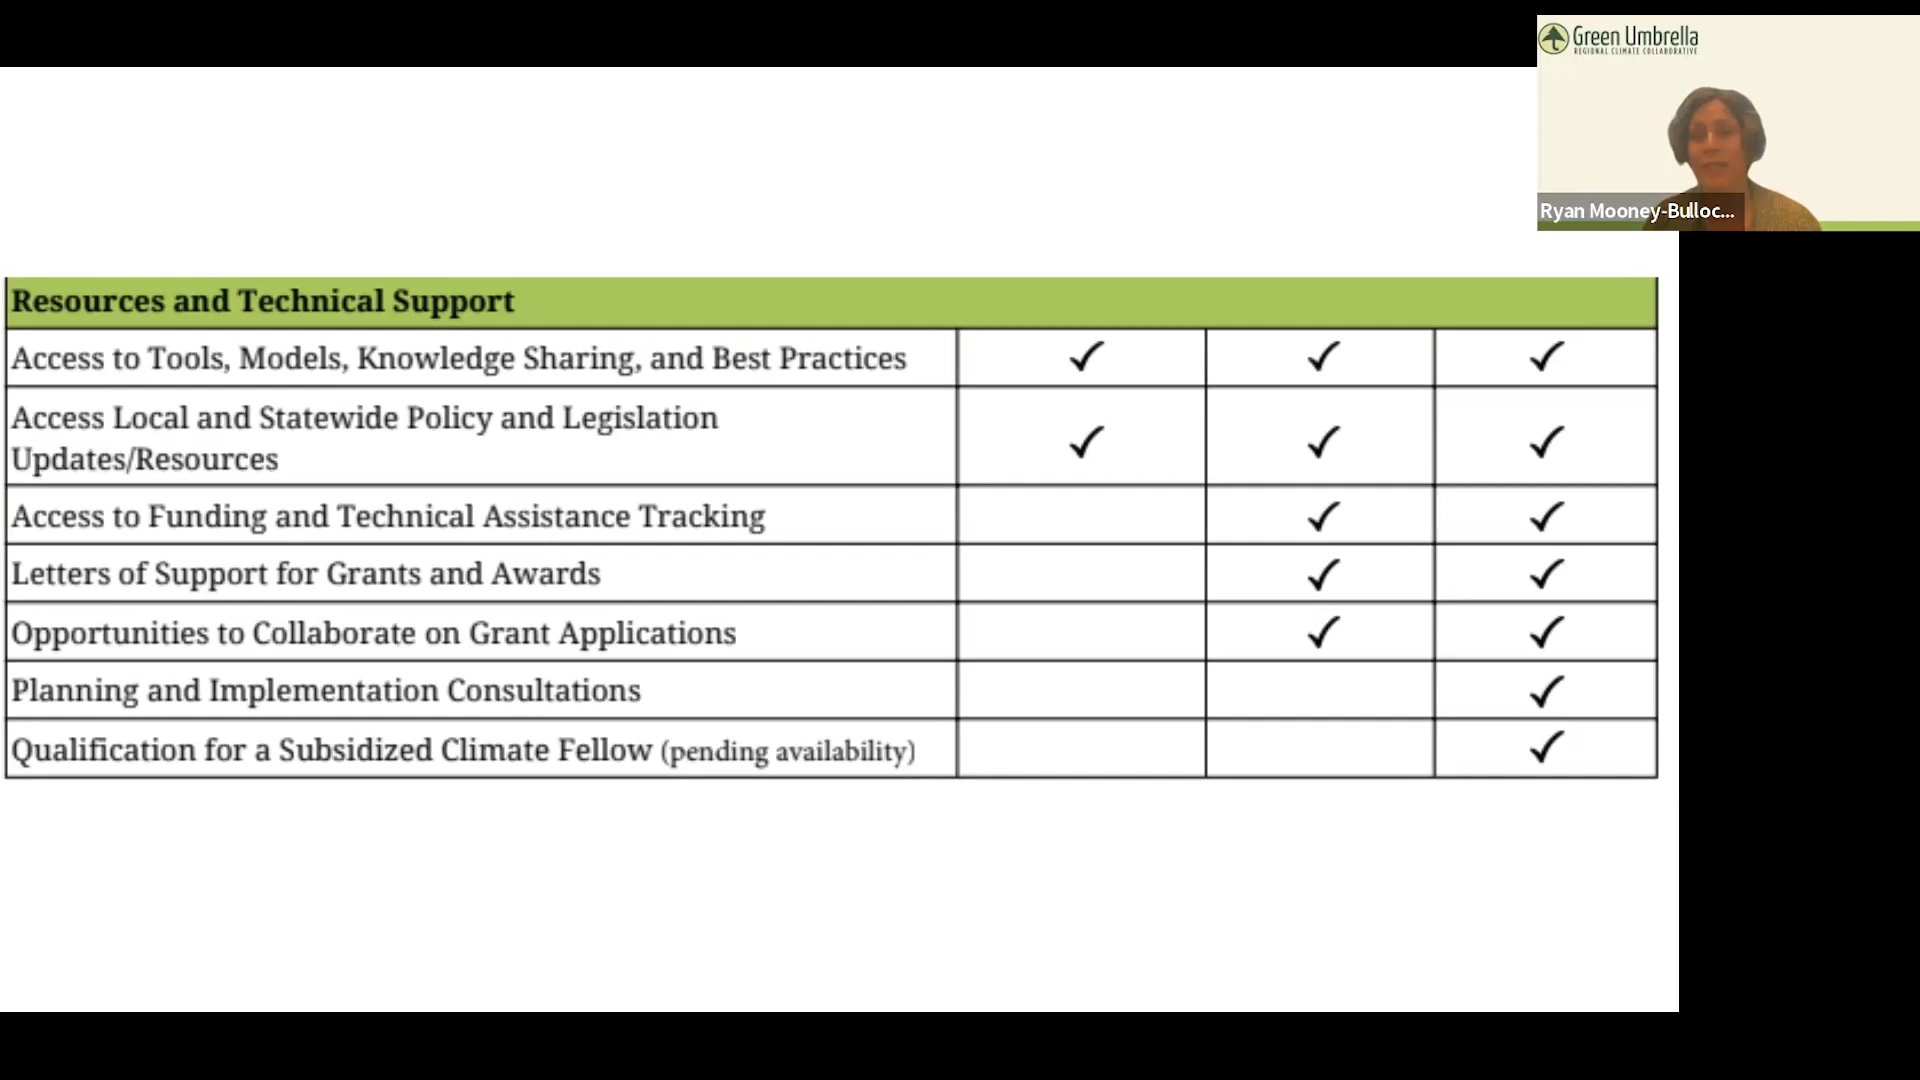 Green Umbrella
REGIONAL CLIMATE COLLABORATIVE
Ryan Mooney-Bulloc...
Resources and Technical Support
Access to Tools, Models, Knowledge Sharing, and Best Practices ✓ ✓ ✓
Access Local and Statewide Policy and Legislation
Updates/Resources ✓ ✓ ✓
Access to Funding and Technical Assistance Tracking ✓ ✓
Letters of Support for Grants and Awards ✓ ✓
Opportunities to Collaborate on Grant Applications ✓ ✓
Planning and Implementation Consultations ✓
Qualification for a Subsidized Climate Fellow (pending availability) ✓